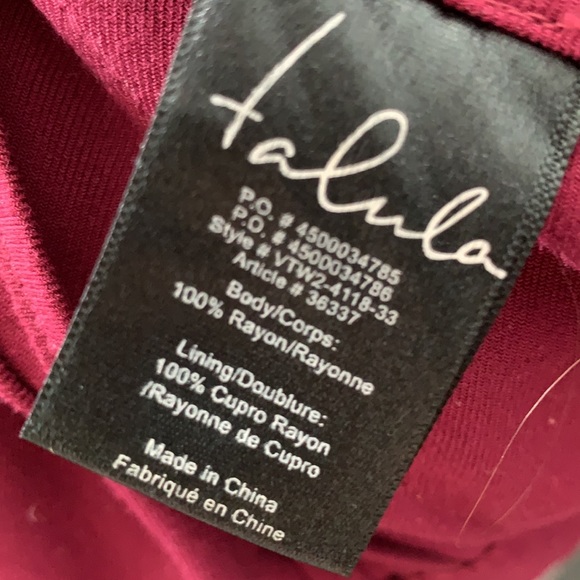 talula
P.O. # 4500034785
P.O. # 4500034786
Style # VTW2-4118-33
Article # 36337
Body/Corps:
100% Rayon/Rayonne
Lining/Doublure:
100% Cupro Rayon
/Rayonne de Cupro
Made in China
Fabriqué en Chine